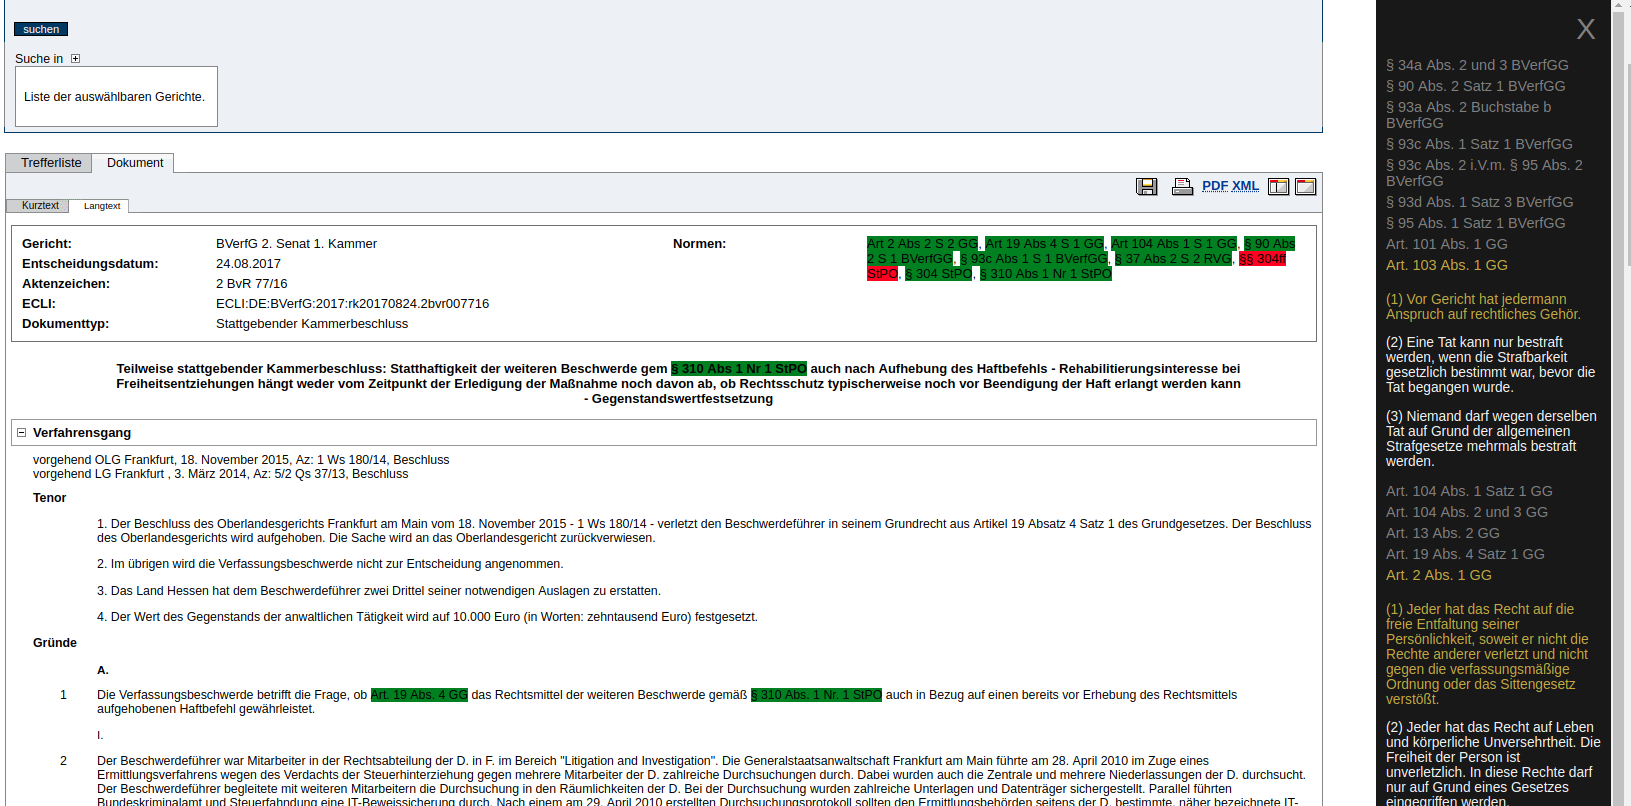 suchen
Suche in
Liste der auswählbaren Gerichte.
Trefferliste Dokument
PDF XML
Kurztext Langtext
Gericht: BVerfG 2. Senat 1. Kammer
Entscheidungsdatum: 24.08.2017
Aktenzeichen: 2 BvR 77/16
ECLI: ECLI:DE:BVerfG:2017:rk20170824.2bvr007716
Dokumenttyp: Stattgebender Kammerbeschluss
Normen: Art 2 Abs 2 S 2 GG, Art 19 Abs 4 S 1 GG, Art 104 Abs 1 S 1 GG, § 90 Abs
2 S 1 BVerfGG, § 93c Abs 1 S 1 BVerfGG, § 37 Abs 2 S 2 RVG, §§ 304ff
StPO, § 304 StPO, § 310 Abs 1 Nr 1 StPO
Teilweise stattgebender Kammerbeschluss: Statthaftigkeit der weiteren Beschwerde gem § 310 Abs 1 Nr 1 StPO auch nach Aufhebung des Haftbefehls - Rehabilitierungsinteresse bei
Freiheitsentziehungen hängt weder vom Zeitpunkt der Erledigung der Maßnahme noch davon ab, ob Rechtsschutz typischerweise noch vor Beendigung der Haft erlangt werden kann
- Gegenstandswertfestsetzung
Verfahrensgang
vorgehend OLG Frankfurt, 18. November 2015, Az: 1 Ws 180/14, Beschluss
vorgehend LG Frankfurt , 3. März 2014, Az: 5/2 Qs 37/13, Beschluss
Tenor
1. Der Beschluss des Oberlandesgerichts Frankfurt am Main vom 18. November 2015 - 1 Ws 180/14 - verletzt den Beschwerdeführer in seinem Grundrecht aus Artikel 19 Absatz 4 Satz 1 des Grundgesetzes. Der Beschluss
des Oberlandesgerichts wird aufgehoben. Die Sache wird an das Oberlandesgericht zurückverwiesen.
2. Im übrigen wird die Verfassungsbeschwerde nicht zur Entscheidung angenommen.
3. Das Land Hessen hat dem Beschwerdeführer zwei Drittel seiner notwendigen Auslagen zu erstatten.
4. Der Wert des Gegenstands der anwaltlichen Tätigkeit wird auf 10.000 Euro (in Worten: zehntausend Euro) festgesetzt.
Gründe
A.
1 Die Verfassungsbeschwerde betrifft die Frage, ob Art. 19 Abs. 4 GG das Rechtsmittel der weiteren Beschwerde gemäß § 310 Abs. 1 Nr. 1 StPO auch in Bezug auf einen bereits vor Erhebung des Rechtsmittels
aufgehobenen Haftbefehl gewährleistet.
I.
2 Der Beschwerdeführer war Mitarbeiter in der Rechtsabteilung der D. in F. im Bereich "Litigation and Investigation". Die Generalstaatsanwaltschaft Frankfurt am Main führte am 28. April 2010 im Zuge eines
Ermittlungsverfahrens wegen des Verdachts der Steuerhinterziehung gegen mehrere Mitarbeiter der D. zahlreiche Durchsuchungen durch. Dabei wurden auch die Zentrale und mehrere Niederlassungen der D. durchsucht.
Der Beschwerdeführer begleitete mit weiteren Mitarbeitern die Durchsuchung in den Räumlichkeiten der D. Bei der Durchsuchung wurden zahlreiche Unterlagen und Datenträger sichergestellt. Parallel führten
Bundeskriminalamt und Steuerfahndung eine IT-Beweissicherung durch. Nach einem am 29. April 2010 erstellten Durchsuchungsprotokoll sollten den Ermittlungsbehörden seitens der D. bestimmte, näher bezeichnete IT-
X
§ 34a Abs. 2 und 3 BVerfGG
§ 90 Abs. 2 Satz 1 BVerfGG
§ 93a Abs. 2 Buchstabe b
BVerfGG
§ 93c Abs. 1 Satz 1 BVerfGG
§ 93c Abs. 2 i.V.m. § 95 Abs. 2
BVerfGG
§ 93d Abs. 1 Satz 3 BVerfGG
§ 95 Abs. 1 Satz 1 BVerfGG
Art. 101 Abs. 1 GG
Art. 103 Abs. 1 GG
(1) Vor Gericht hat jedermann
Anspruch auf rechtliches Gehör.
(2) Eine Tat kann nur bestraft
werden, wenn die Strafbarkeit
gesetzlich bestimmt war, bevor die
Tat begangen wurde.
(3) Niemand darf wegen derselben
Tat auf Grund der allgemeinen
Strafgesetze mehrmals bestraft
werden.
Art. 104 Abs. 1 Satz 1 GG
Art. 104 Abs. 2 und 3 GG
Art. 13 Abs. 2 GG
Art. 19 Abs. 4 Satz 1 GG
Art. 2 Abs. 1 GG
(1) Jeder hat das Recht auf die
freie Entfaltung seiner
Persönlichkeit, soweit er nicht die
Rechte anderer verletzt und nicht
gegen die verfassungsmäßige
Ordnung oder das Sittengesetz
verstößt.
(2) Jeder hat das Recht auf Leben
und körperliche Unversehrtheit. Die
Freiheit der Person ist
unverletzlich. In diese Rechte darf
nur auf Grund eines Gesetzes
eingegriffen werden.